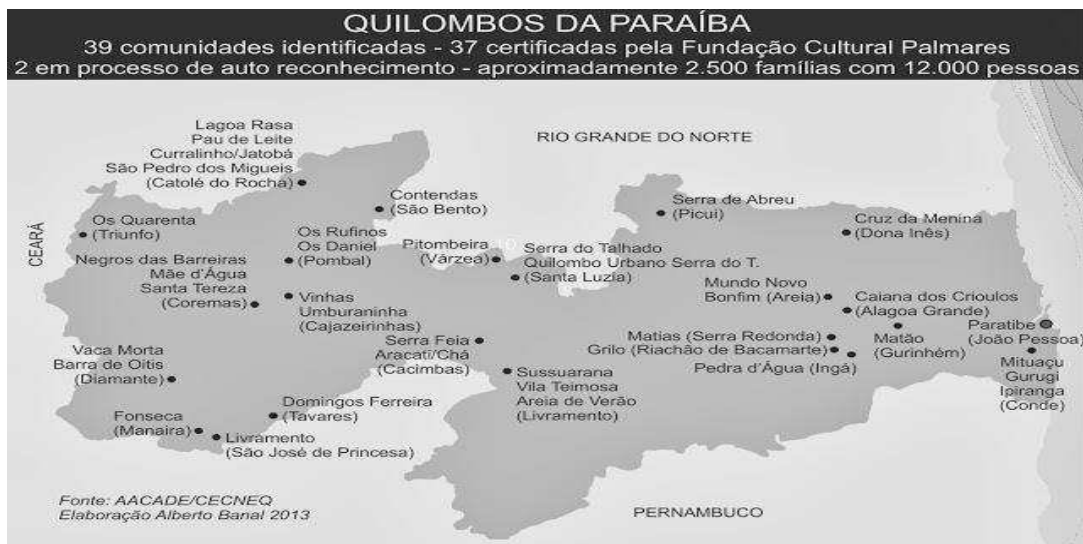 QUILOMBOS DA PARAÍBA
39 comunidades identificadas - 37 certificadas pela Fundação Cultural Palmares
2 em processo de auto reconhecimento - aproximadamente 2.500 famílias com 12.000 pessoas
RIO GRANDE DO NORTE
CEARÁ
Lagoa Rasa
Pau de Leite
Curralinho/Jatobá
São Pedro dos Migueis
(Catolé do Rocha)
Contendas
(São Bento)
Serra de Abreu
(Picui)
Cruz da Menina
(Dona Inês)
Os Quarenta
(Triunfo)
Os Rufinos
Os Daniel
(Pombal)
Pitombeira
(Várzea)
Serra do Talhado
Quilombo Urbano Serra do T.
(Santa Luzia)
Negros das Barreiras
Mãe d'Água
Santa Tereza
(Coremas)
Vinhas
Umburaninha
(Cajazeirinhas)
Mundo Novo
Bonfim (Areia)
Caiana dos Crioulos
(Alagoa Grande)
Matão
(Gurinhém)
Paratibe
(João Pessoa)
Mituaçu
Gurugi
Ipiranga
(Conde)
Serra Feia
Aracati/Chá
(Cacimbas)
Matias (Serra Redonda)
Grilo (Riachão de Bacamarte)
Pedra d'Água (Ingá)
Vaca Morta
Barra de Oitis
(Diamante)
Sussuarana
Vila Teimosa
Areia de Verão
(Livramento)
Domingos Ferreira
(Tavares)
Fonseca
(Manaira)
Livramento
(São José de Princesa)
Fonte: AACADE/CECNEQ
Elaboração Alberto Banal 2013
PERNAMBUCO